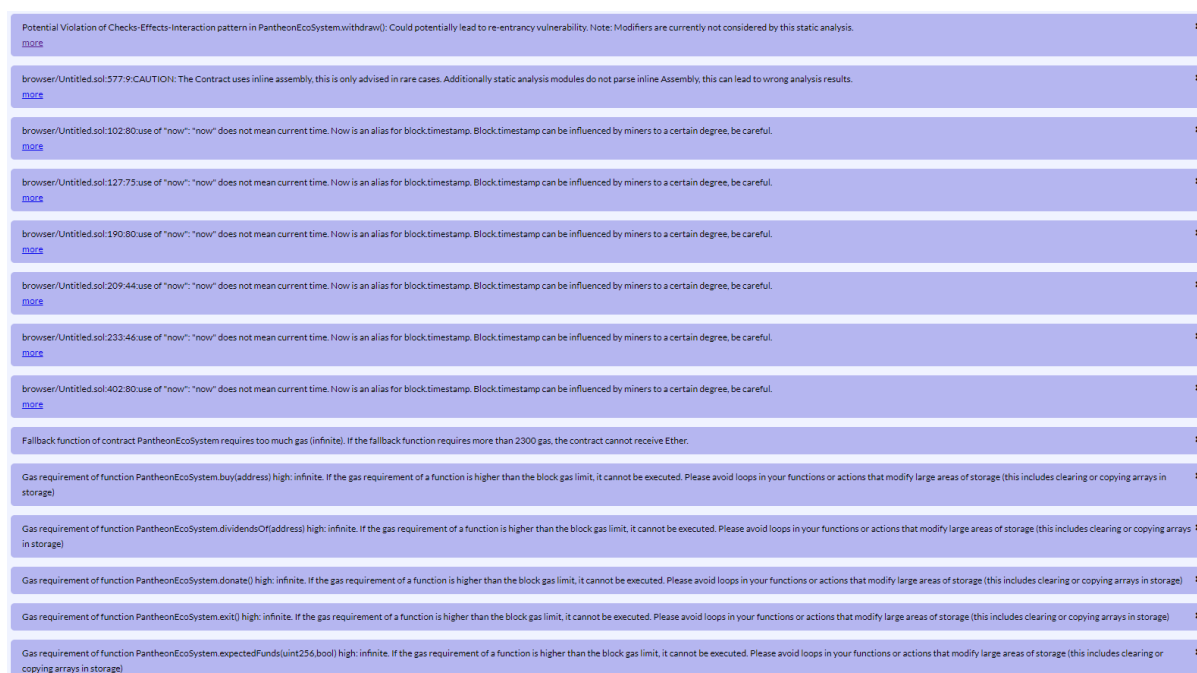 Potential Violation of Checks-Effects-Interaction pattern in PantheonEcoSystem.withdraw(): Could potentially lead to re-entrancy vulnerability. Note: Modifiers are currently not considered by this static analysis.
more
browser/Untitled.sol:577:9:CAUTION: The Contract uses inline assembly, this is only advised in rare cases. Additionally static analysis modules do not parse inline Assembly, this can lead to wrong analysis results.
more
browser/Untitled.sol:102:80:use of "now": "now" does not mean current time. Now is an alias for block.timestamp. Block.timestamp can be influenced by miners to a certain degree, be careful.
more
browser/Untitled.sol:127:75:use of "now": "now" does not mean current time. Now is an alias for block.timestamp. Block.timestamp can be influenced by miners to a certain degree, be careful.
more
browser/Untitled.sol:190:80:use of "now": "now" does not mean current time. Now is an alias for block.timestamp. Block.timestamp can be influenced by miners to a certain degree, be careful.
more
browser/Untitled.sol:209:44:use of "now": "now" does not mean current time. Now is an alias for block.timestamp. Block.timestamp can be influenced by miners to a certain degree, be careful.
more
browser/Untitled.sol:233:46:use of "now": "now" does not mean current time. Now is an alias for block.timestamp. Block.timestamp can be influenced by miners to a certain degree, be careful.
more
browser/Untitled.sol:402:80:use of "now": "now" does not mean current time. Now is an alias for block.timestamp. Block.timestamp can be influenced by miners to a certain degree, be careful.
more
Fallback function of contract PantheonEcoSystem requires too much gas (infinite). If the fallback function requires more than 2300 gas, the contract cannot receive Ether.
Gas requirement of function PantheonEcoSystem.buy(address) high: infinite. If the gas requirement of a function is higher than the block gas limit, it cannot be executed. Please avoid loops in your functions or actions that modify large areas of storage (this includes clearing or copying arrays in
storage)
Gas requirement of function PantheonEcoSystem.dividendsOf(address) high: infinite. If the gas requirement of a function is higher than the block gas limit, it cannot be executed. Please avoid loops in your functions or actions that modify large areas of storage (this includes clearing or copying arrays
in storage)
Gas requirement of function PantheonEcoSystem.donate() high: infinite. If the gas requirement of a function is higher than the block gas limit, it cannot be executed. Please avoid loops in your functions or actions that modify large areas of storage (this includes clearing or copying arrays in storage)
Gas requirement of function PantheonEcoSystem.exit() high: infinite. If the gas requirement of a function is higher than the block gas limit, it cannot be executed. Please avoid loops in your functions or actions that modify large areas of storage (this includes clearing or copying arrays in storage)
Gas requirement of function PantheonEcoSystem.expectedFunds(uint256,bool) high: infinite. If the gas requirement of a function is higher than the block gas limit, it cannot be executed. Please avoid loops in your functions or actions that modify large areas of storage (this includes clearing or
copying arrays in storage)